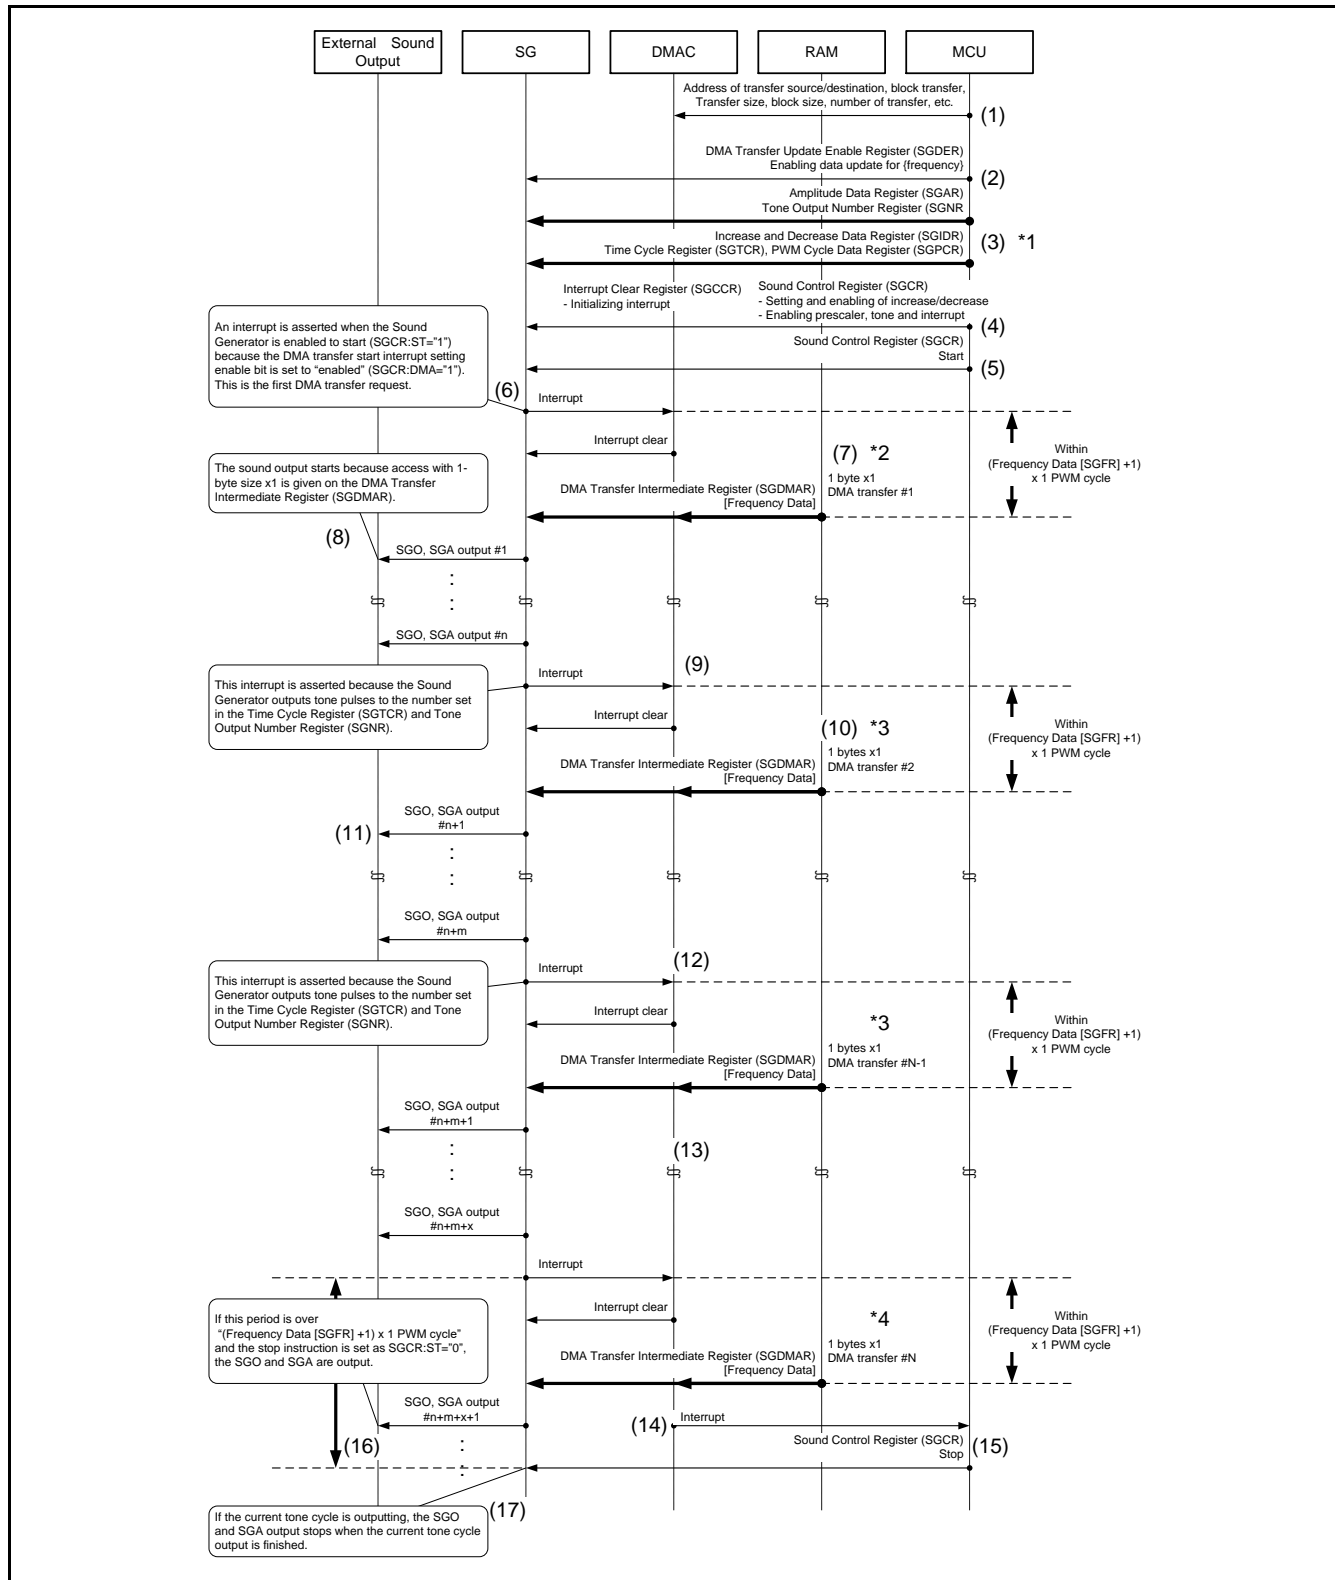 External Sound
Output
SG
DMAC
RAM
MCU
Address of transfer source/destination, block transfer,
Transfer size, block size, number of transfer, etc.
(1)
DMA Transfer Update Enable Register (SGDER)
Enabling data update for {frequency}
(2)
Amplitude Data Register (SGAR)
Tone Output Number Register (SGNR
Increase and Decrease Data Register (SGIDR)
(3) *1
Time Cycle Register (SGTCR), PWM Cycle Data Register (SGPCR)
Interrupt Clear Register (SGCCR)
- Initializing interrupt
Sound Control Register (SGCR)
- Setting and enabling of increase/decrease
- Enabling prescaler, tone and interrupt
(4)
Sound Control Register (SGCR)
Start
(5)
An interrupt is asserted when the Sound
Generator is enabled to start (SGCR:ST="1")
because the DMA transfer start interrupt setting
enable bit is set to “enabled” (SGCR:DMA="1").
This is the first DMA transfer request.
(6)
Interrupt
Interrupt clear
(7) *2
1 byte x1
DMA transfer #1
Within
(Frequency Data [SGFR] +1)
x 1 PWM cycle
The sound output starts because access with 1-
byte size x1 is given on the DMA Transfer
Intermediate Register (SGDMAR).
DMA Transfer Intermediate Register (SGDMAR)
[Frequency Data]
(8)
SGO, SGA output #1
SGO, SGA output #n
(9)
Interrupt
This interrupt is asserted because the Sound
Generator outputs tone pulses to the number set
in the Time Cycle Register (SGTCR) and Tone
Output Number Register (SGNR).
Interrupt clear
(10) *3
1 bytes x1
DMA transfer #2
Within
(Frequency Data [SGFR] +1)
x 1 PWM cycle
DMA Transfer Intermediate Register (SGDMAR)
[Frequency Data]
(11)
SGO, SGA output
#n+1
SGO, SGA output
#n+m
(12)
Interrupt
This interrupt is asserted because the Sound
Generator outputs tone pulses to the number set
in the Time Cycle Register (SGTCR) and Tone
Output Number Register (SGNR).
Interrupt clear
*3
1 bytes x1
DMA transfer #N-1
Within
(Frequency Data [SGFR] +1)
x 1 PWM cycle
DMA Transfer Intermediate Register (SGDMAR)
[Frequency Data]
SGO, SGA output
#n+m+1
(13)
SGO, SGA output
#n+m+x
Interrupt
If this period is over
“(Frequency Data [SGFR] +1) x 1 PWM cycle”
and the stop instruction is set as SGCR:ST="0",
the SGO and SGA are output.
Interrupt clear
*4
1 bytes x1
DMA transfer #N
Within
(Frequency Data [SGFR] +1)
x 1 PWM cycle
DMA Transfer Intermediate Register (SGDMAR)
[Frequency Data]
SGO, SGA output
#n+m+x+1
(14)
Interrupt
(16)
Sound Control Register (SGCR)
Stop
(15)
(17)
If the current tone cycle is outputting, the SGO
and SGA output stops when the current tone cycle
output is finished.